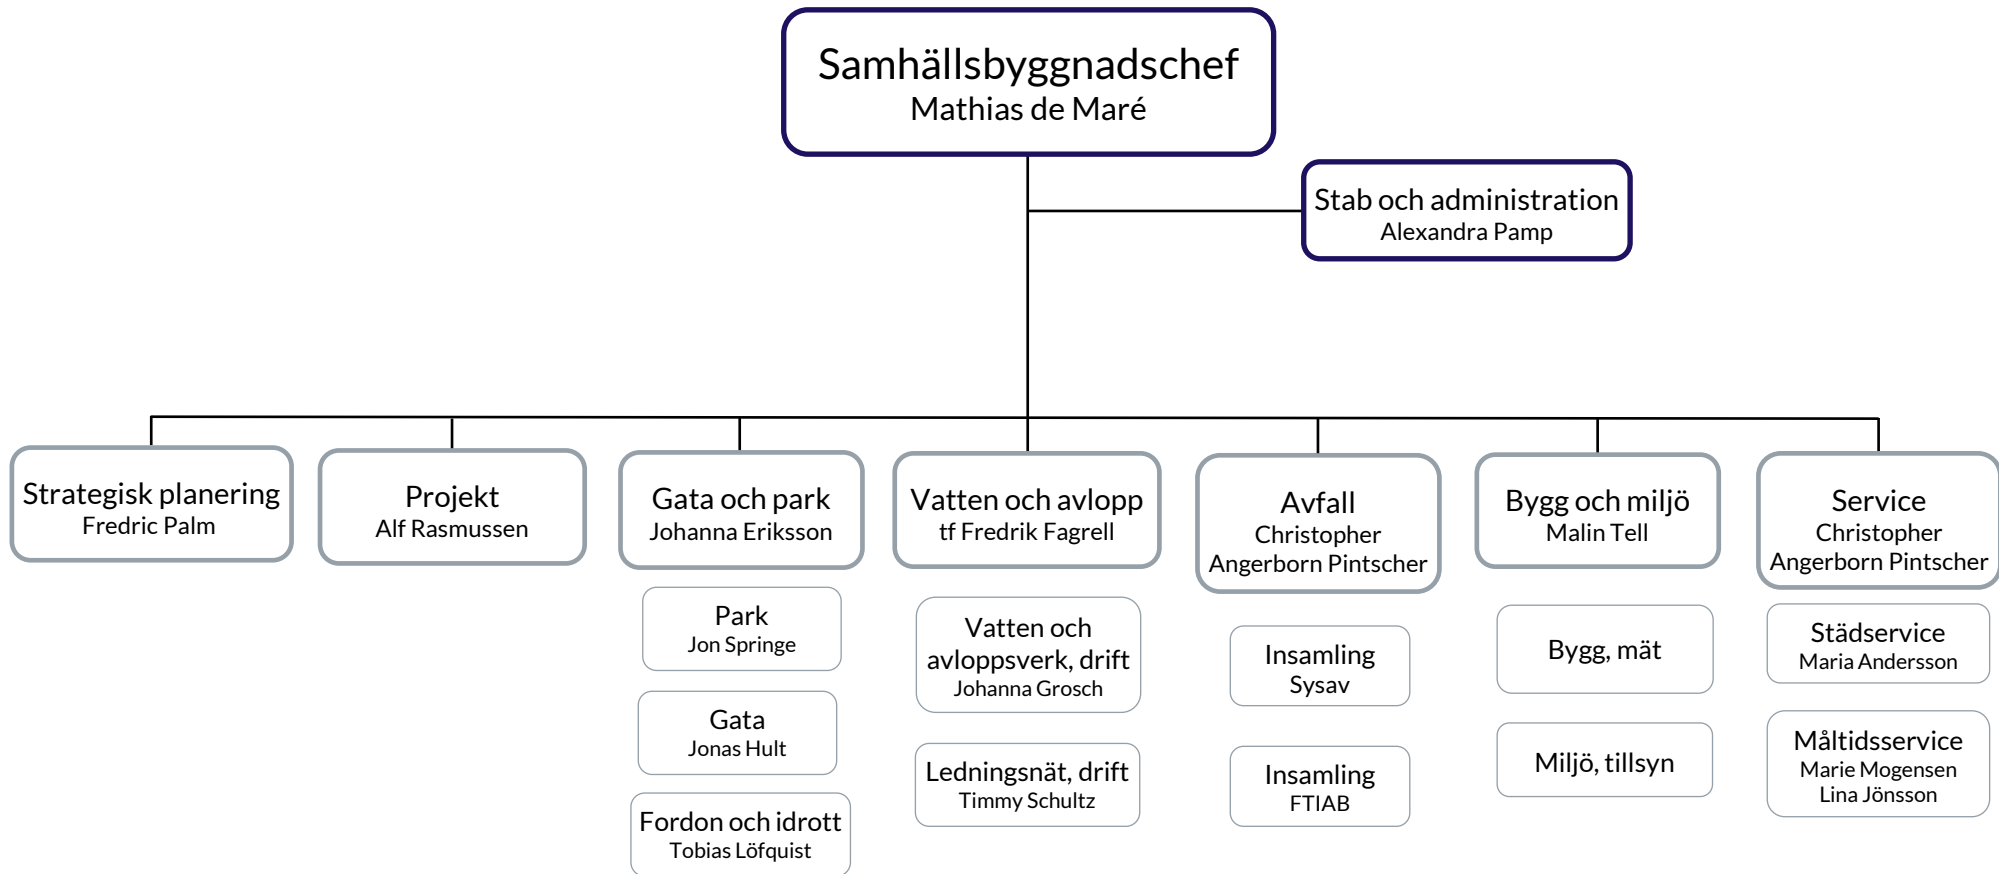 Samhällsbyggnadschef
Mathias de Maré
Stab och administration
Alexandra Pamp
Strategisk planering
Fredric Palm
Projekt
Alf Rasmussen
Gata och park
Johanna Eriksson
Park
Jon Springe
Gata
Jonas Hult
Fordon och idrott
Tobias Löfquist
Vatten och avlopp
tf Fredrik Fagrell
Vatten och
avloppsverk, drift
Johanna Grosch
Ledningsnät, drift
Timmy Schultz
Avfall
Christopher
Angerborn Pintscher
Insamling
Sysav
Insamling
FTIAB
Bygg och miljö
Malin Tell
Bygg, mät
Miljö, tillsyn
Service
Christopher
Angerborn Pintscher
Städservice
Maria Andersson
Måltidsservice
Marie Mogensen
Lina Jönsson